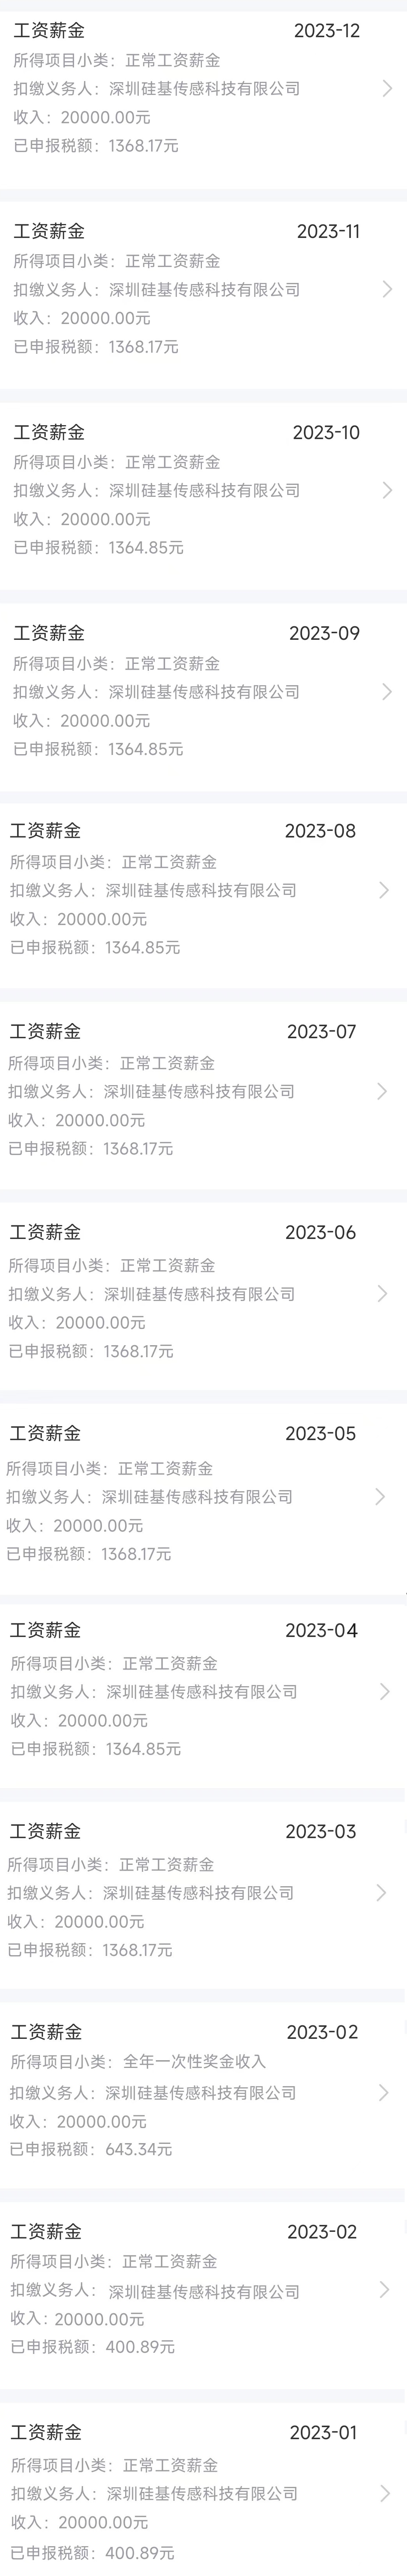 工资薪金 2023-12
所得项目小类：正常工资薪金
扣缴义务人：深圳硅基传感科技有限公司
收入：20000.00元
已申报税额：1368.17元
工资薪金 2023-11
所得项目小类：正常工资薪金
扣缴义务人：深圳硅基传感科技有限公司
收入：20000.00元
已申报税额：1368.17元
工资薪金 2023-10
所得项目小类：正常工资薪金
扣缴义务人：深圳硅基传感科技有限公司
收入：20000.00元
已申报税额：1364.85元
工资薪金 2023-09
所得项目小类：正常工资薪金
扣缴义务人：深圳硅基传感科技有限公司
收入：20000.00元
已申报税额：1364.85元
工资薪金 2023-08
所得项目小类：正常工资薪金
扣缴义务人：深圳硅基传感科技有限公司
收入：20000.00元
已申报税额：1364.85元
工资薪金 2023-07
所得项目小类：正常工资薪金
扣缴义务人：深圳硅基传感科技有限公司
收入：20000.00元
已申报税额：1368.17元
工资薪金 2023-06
所得项目小类：正常工资薪金
扣缴义务人：深圳硅基传感科技有限公司
收入：20000.00元
已申报税额：1368.17元
工资薪金 2023-05
所得项目小类：正常工资薪金
扣缴义务人：深圳硅基传感科技有限公司
收入：20000.00元
已申报税额：1368.17元
工资薪金 2023-04
所得项目小类：正常工资薪金
扣缴义务人：深圳硅基传感科技有限公司
收入：20000.00元
已申报税额：1364.85元
工资薪金 2023-03
所得项目小类：正常工资薪金
扣缴义务人：深圳硅基传感科技有限公司
收入：20000.00元
已申报税额：1368.17元
工资薪金 2023-02
所得项目小类：全年一次性奖金收入
扣缴义务人：深圳硅基传感科技有限公司
收入：20000.00元
已申报税额：643.34元
工资薪金 2023-02
所得项目小类：正常工资薪金
扣缴义务人：深圳硅基传感科技有限公司
收入：20000.00元
已申报税额：400.89元
工资薪金 2023-01
所得项目小类：正常工资薪金
扣缴义务人：深圳硅基传感科技有限公司
收入：20000.00元
已申报税额：400.89元